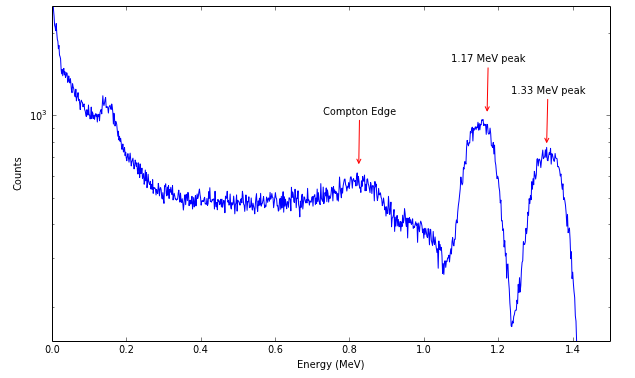 1.17 MeV peak
1.33 MeV peak
Compton Edge
10³
Counts
0.0 0.2 0.4 0.6 0.8 1.0 1.2 1.4
Energy (MeV)